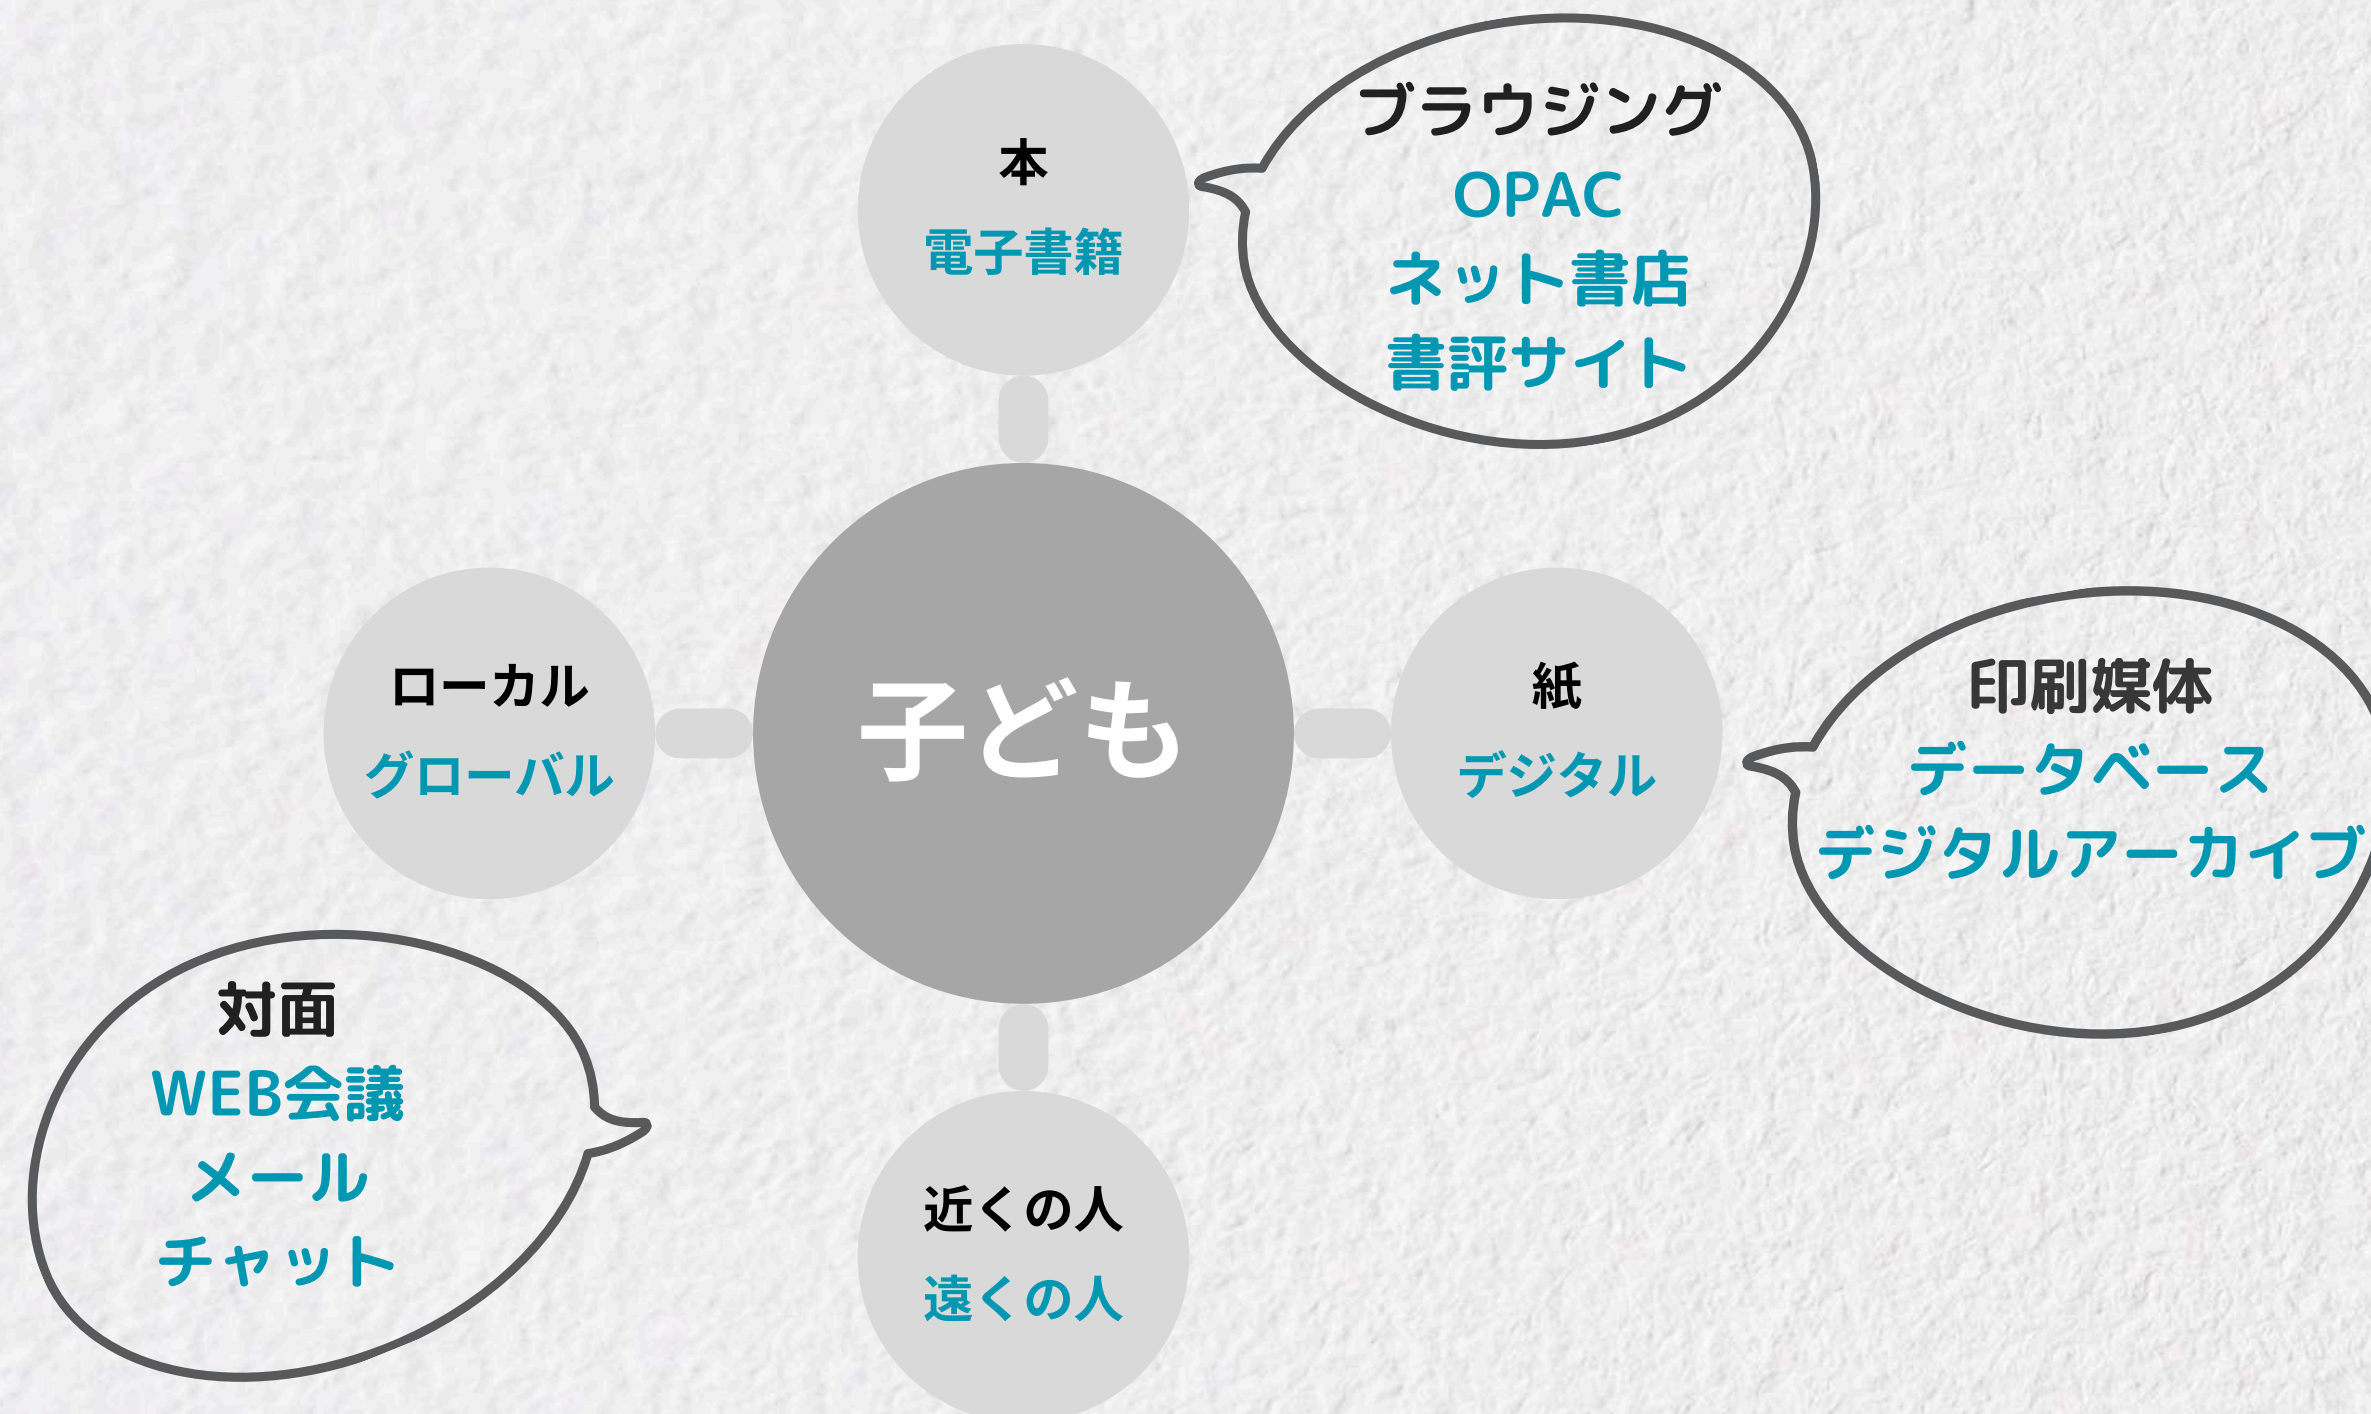 本
電子書籍
ブラウジング
OPAC
ネット書店
書評サイト
ローカル
グローバル
子ども
紙
デジタル
印刷媒体
データベース
デジタルアーカイブ
対面
WEB会議
メール
チャット
近くの人
遠くの人